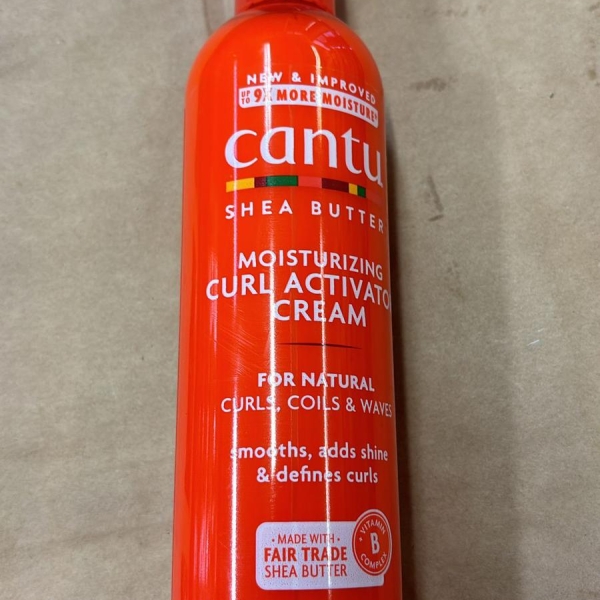 NEW & IMPROVED
UP TO 9X MORE MOISTURE*
cantu
SHEA BUTTER
MOISTURIZING
CURL ACTIVATO
CREAM
FOR NATURAL
CURLS, COILS & WAVES
smooths, adds shine
& defines curls
• MADE WITH •
FAIR TRADE
SHEA BUTTER
• VITAMIN •
B
COMPLEX